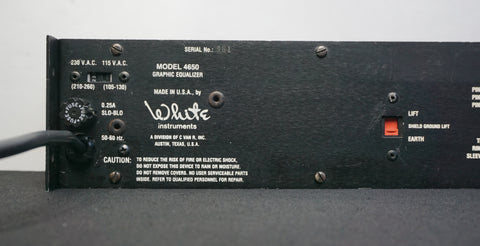 SERIAL No.: 951
230 V.A.C. 115 V.A.C.
(210-260) (105-130)
MODEL 4650
GRAPHIC EQUALIZER
MADE IN U.S.A., by
White
instruments
A DIVISION OF C VAN R, INC.
AUSTIN, TEXAS, U.S.A.
0.25A
SLO-BLO
50-60 Hz.
CAUTION:
TO REDUCE THE RISK OF FIRE OR ELECTRIC SHOCK,
DO NOT EXPOSE THIS DEVICE TO RAIN OR MOISTURE.
DO NOT REMOVE COVERS. NO USER SERVICEABLE PARTS
INSIDE. REFER TO QUALIFIED PERSONNEL FOR REPAIR.
LIFT
SHIELD GROUND LIFT
EARTH